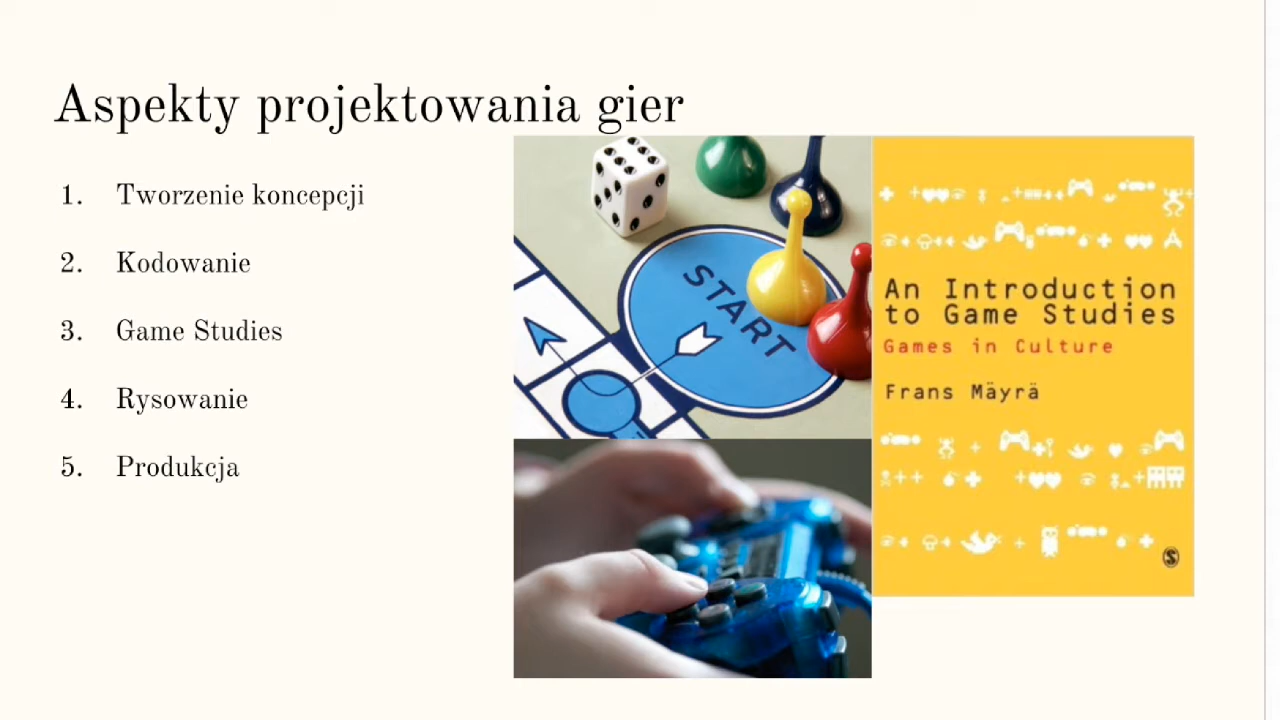 Aspekty projektowania gier
1. Tworzenie koncepcji
2. Kodowanie
3. Game Studies
4. Rysowanie
5. Produkcja
START
An Introduction
to Game Studies
Games in Culture
Frans Mäyrä
S